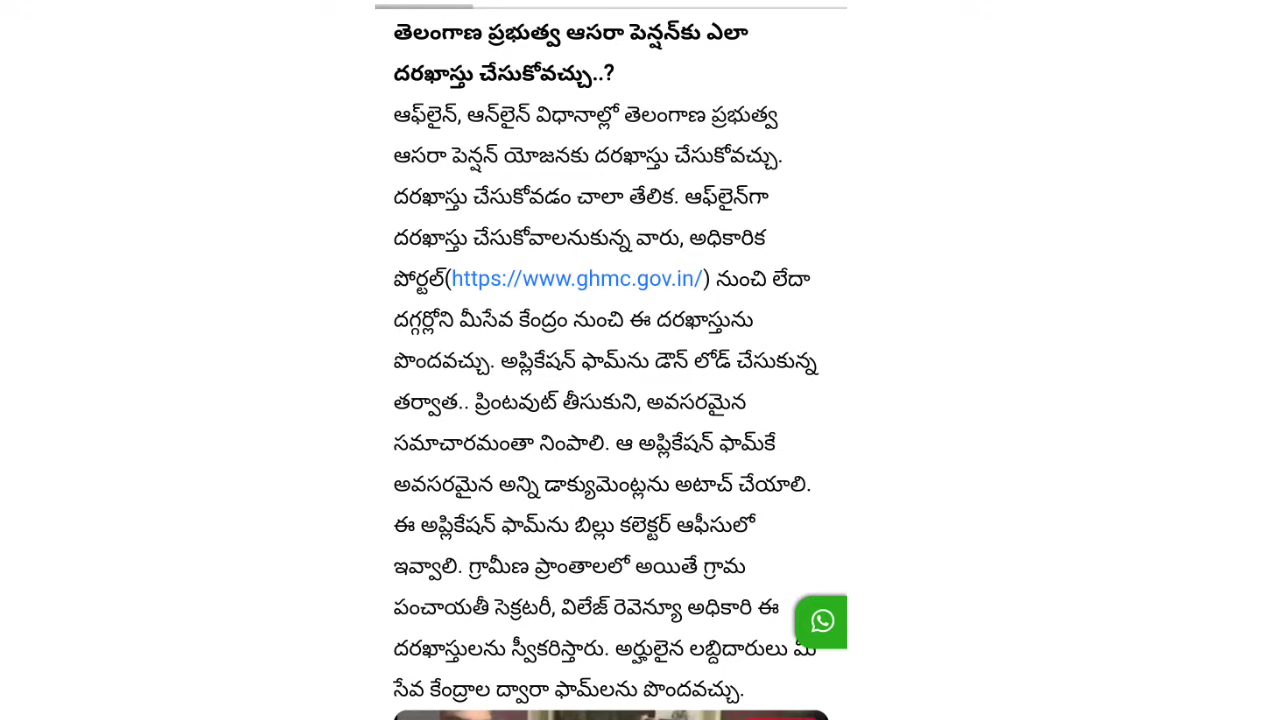 తెలంగాణ ప్రభుత్వ ఆసరా పెన్షన్‌కు ఎలా
దరఖాస్తు చేసుకోవచ్చు..?
ఆఫ్‌లైన్, ఆన్‌లైన్ విధానాల్లో తెలంగాణ ప్రభుత్వ
ఆసరా పెన్షన్ యోజనకు దరఖాస్తు చేసుకోవచ్చు.
దరఖాస్తు చేసుకోవడం చాలా తేలిక. ఆఫ్‌లైన్‌గా
దరఖాస్తు చేసుకోవాలనుకున్న వారు, అధికారిక
పోర్టల్(https://www.ghmc.gov.in/) నుంచి లేదా
దగ్గర్లోని మీసేవ కేంద్రం నుంచి ఈ దరఖాస్తును
పొందవచ్చు. అప్లికేషన్ ఫామ్‌ను డౌన్ లోడ్ చేసుకున్న
తర్వాత.. ప్రింటవుట్ తీసుకుని, అవసరమైన
సమాచారమంతా నింపాలి. ఆ అప్లికేషన్ ఫామ్‌కే
అవసరమైన అన్ని డాక్యుమెంట్లను అటాచ్ చేయాలి.
ఈ అప్లికేషన్ ఫామ్‌ను బిల్లు కలెక్టర్ ఆఫీసులో
ఇవ్వాలి. గ్రామీణ ప్రాంతాలలో అయితే గ్రామ
పంచాయతీ సెక్రటరీ, విలేజ్ రెవెన్యూ అధికారి ఈ
దరఖాస్తులను స్వీకరిస్తారు. అర్హులైన లబ్దిదారులు మీ
సేవ కేంద్రాల ద్వారా ఫామ్‌లను పొందవచ్చు.